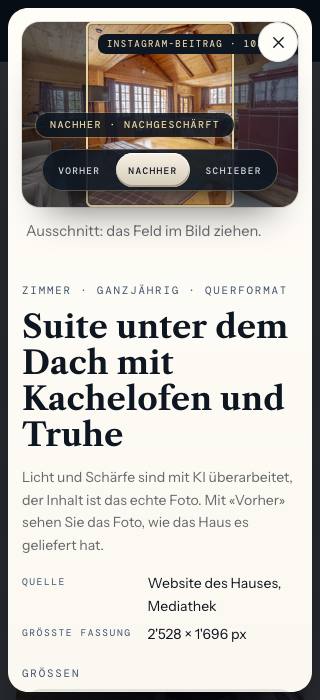 INSTAGRAM-BEITRAG · 10
NACHHER · NACHGESCHÄRFT
VORHER NACHHER SCHIEBER
Ausschnitt: das Feld im Bild ziehen.
ZIMMER · GANZJÄHRIG · QUERFORMAT
Suite unter dem
Dach mit
Kachelofen und
Truhe
Licht und Schärfe sind mit KI überarbeitet,
der Inhalt ist das echte Foto. Mit «Vorher»
sehen Sie das Foto, wie das Haus es
geliefert hat.
QUELLE Website des Hauses,
Mediathek
GRÖSSTE FASSUNG 2'528 × 1'696 px
GRÖSSEN